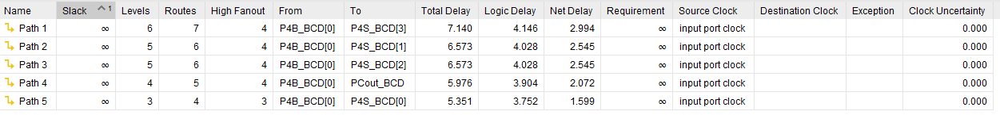 Name Slack 1 Levels Routes High Fanout From To Total Delay Logic Delay Net Delay Requirement Source Clock Destination Clock Exception Clock Uncertainty
Path 1 ∞ 6 7 4 P4B_BCD[0] P4S_BCD[3] 7.140 4.146 2.994 ∞ input port clock 0.000
Path 2 ∞ 5 6 4 P4B_BCD[0] P4S_BCD[1] 6.573 4.028 2.545 ∞ input port clock 0.000
Path 3 ∞ 5 6 4 P4B_BCD[0] P4S_BCD[2] 6.573 4.028 2.545 ∞ input port clock 0.000
Path 4 ∞ 4 5 4 P4B_BCD[0] PCout_BCD 5.976 3.904 2.072 ∞ input port clock 0.000
Path 5 ∞ 3 4 3 P4B_BCD[0] P4S_BCD[0] 5.351 3.752 1.599 ∞ input port clock 0.000